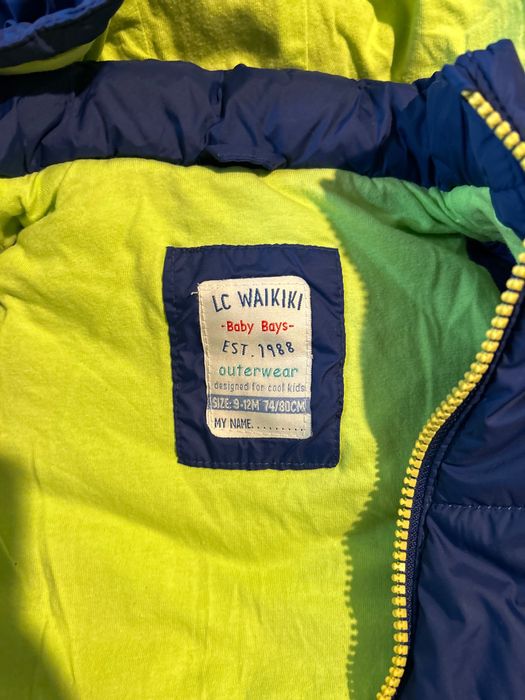 LC WAIKIKI
-Baby Bays-
EST. 1988
outerwear
designed for cool kids!
SIZE: 9-12M 74/80CM
MY NAME..........